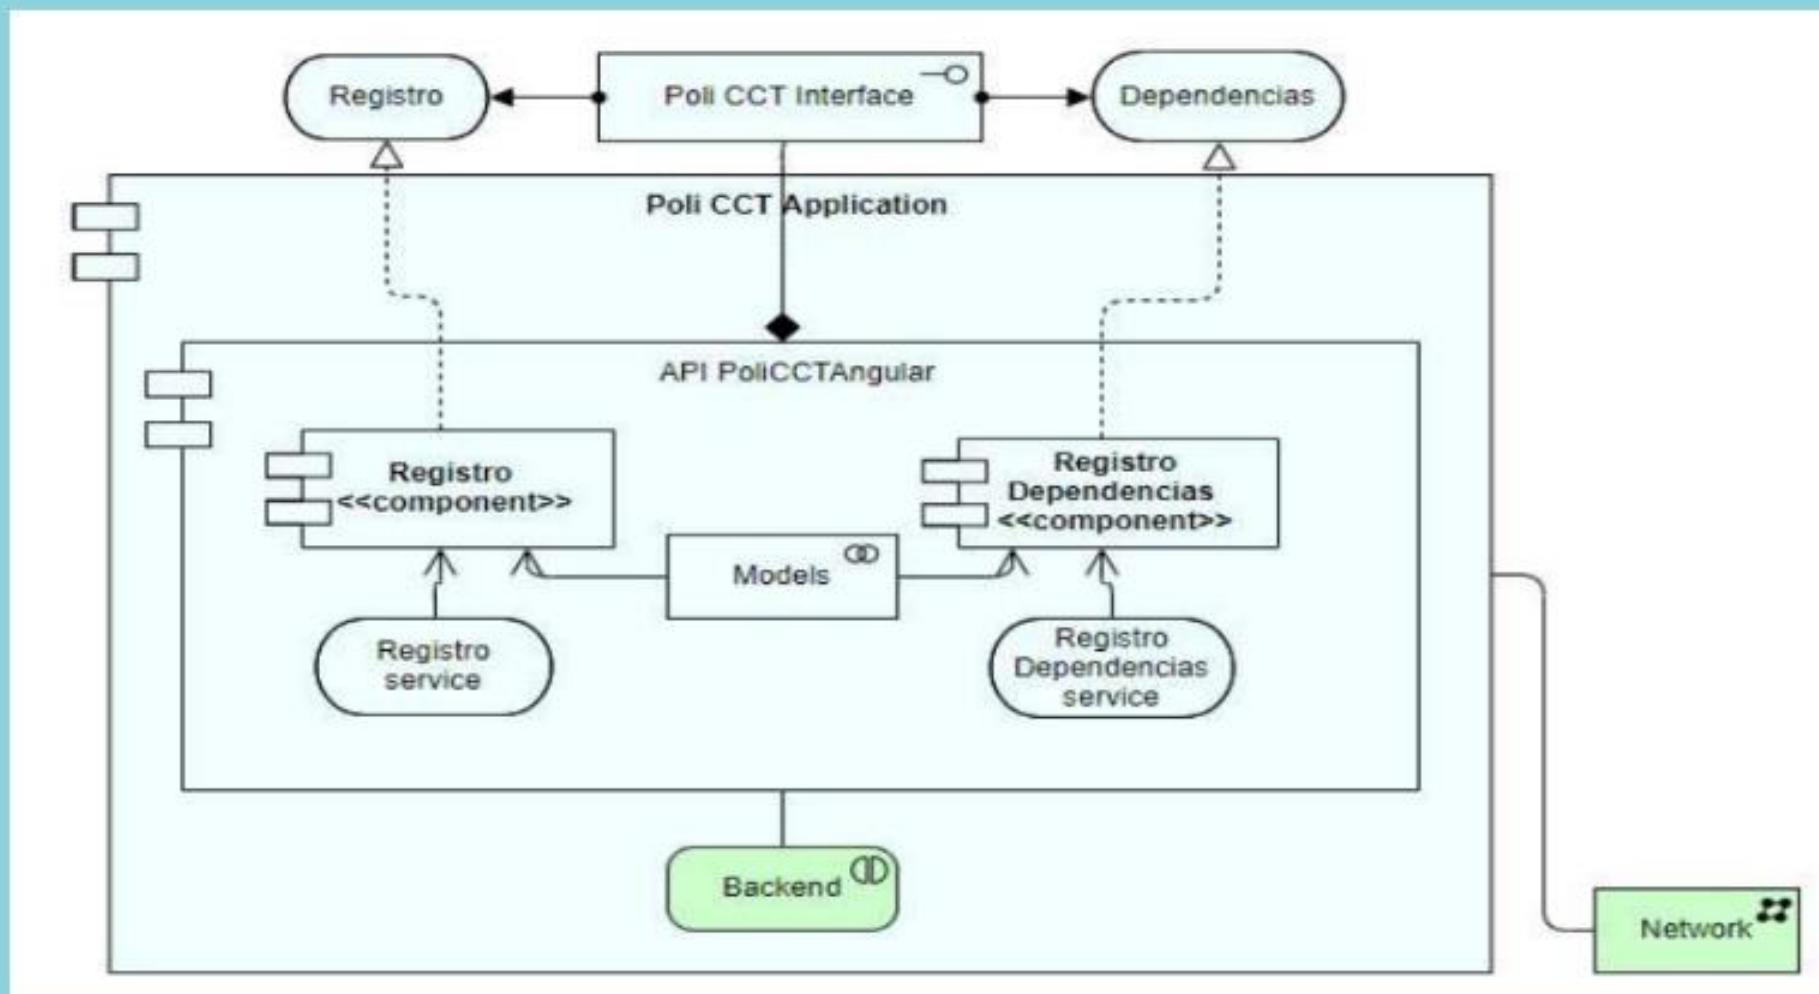 Registro
Poli CCT Interface
Dependencias
Poli CCT Application
API PoliCCTAngular
Registro
<<component>>
Registro
Dependencias
<<component>>
Models
Registro
service
Registro
Dependencias
service
Backend
Network